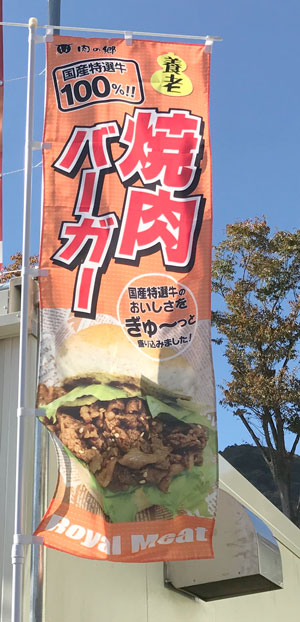 肉の郷
養老
国産特選牛
100%!!
焼肉
バーガー
国産特選牛の
おいしさを
ぎゅ〜っと
盛り込みました!
Royal Meat